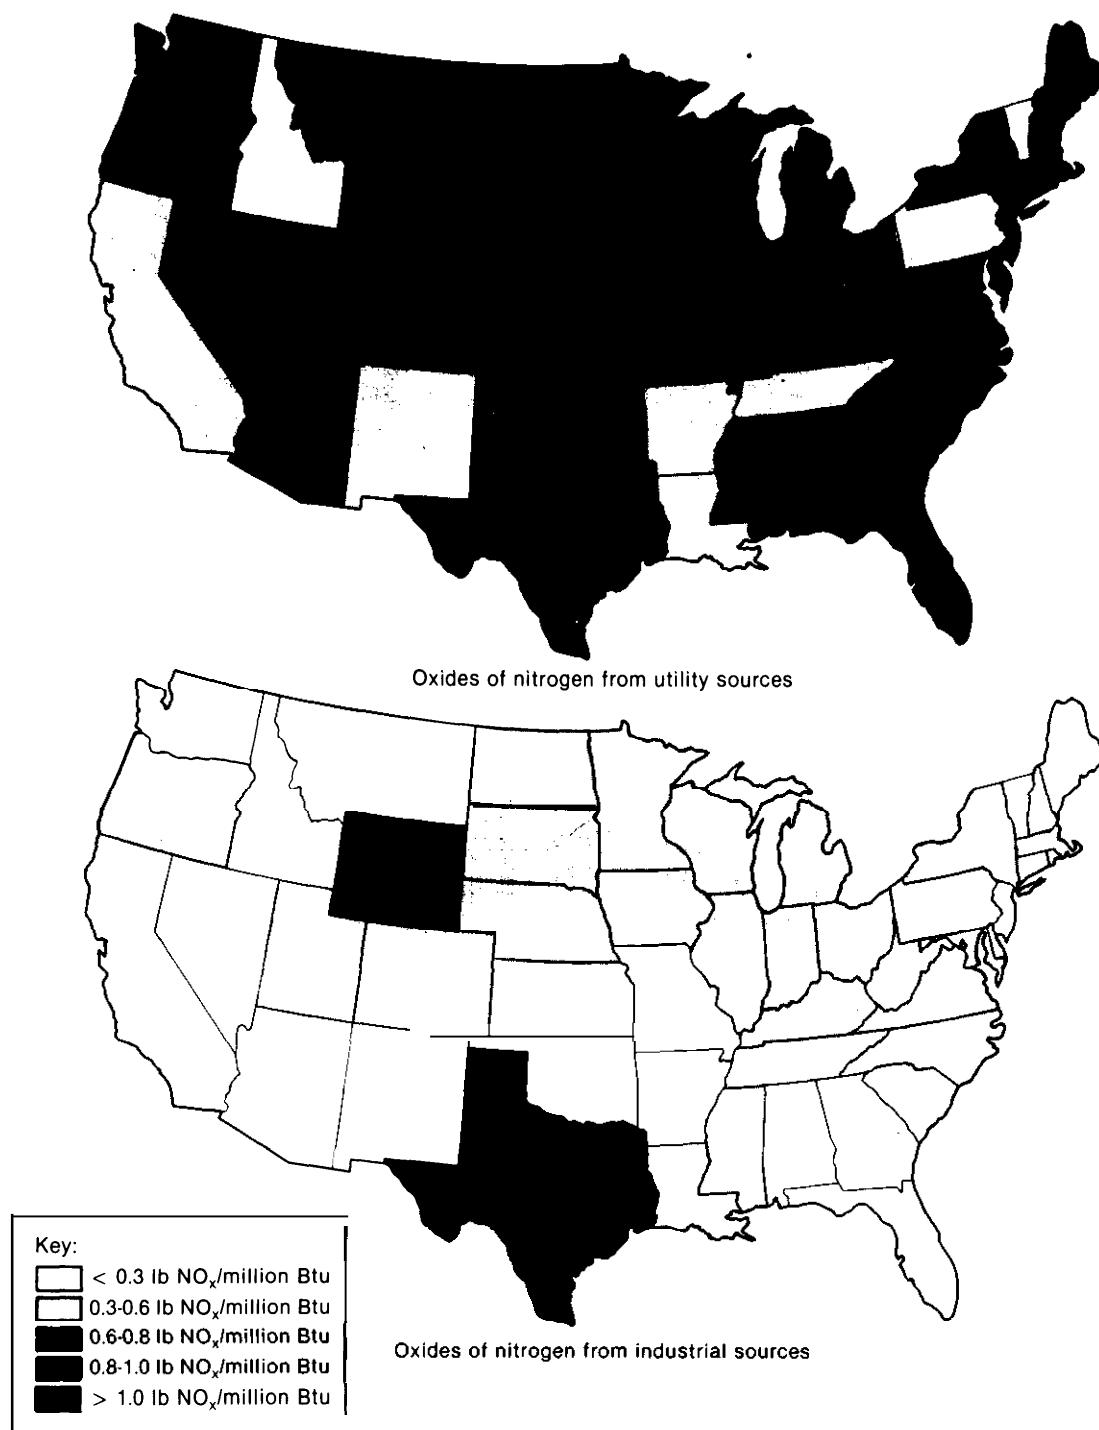 Oxides of nitrogen from utility sources
Key:
< 0.3 lb NOx/million Btu
0.3-0.6 lb NOx/million Btu
0.6-0.8 lb NOx/million Btu
0.8-1.0 lb NOx/million Btu
> 1.0 lb NOx/million Btu
Oxides of nitrogen from industrial sources